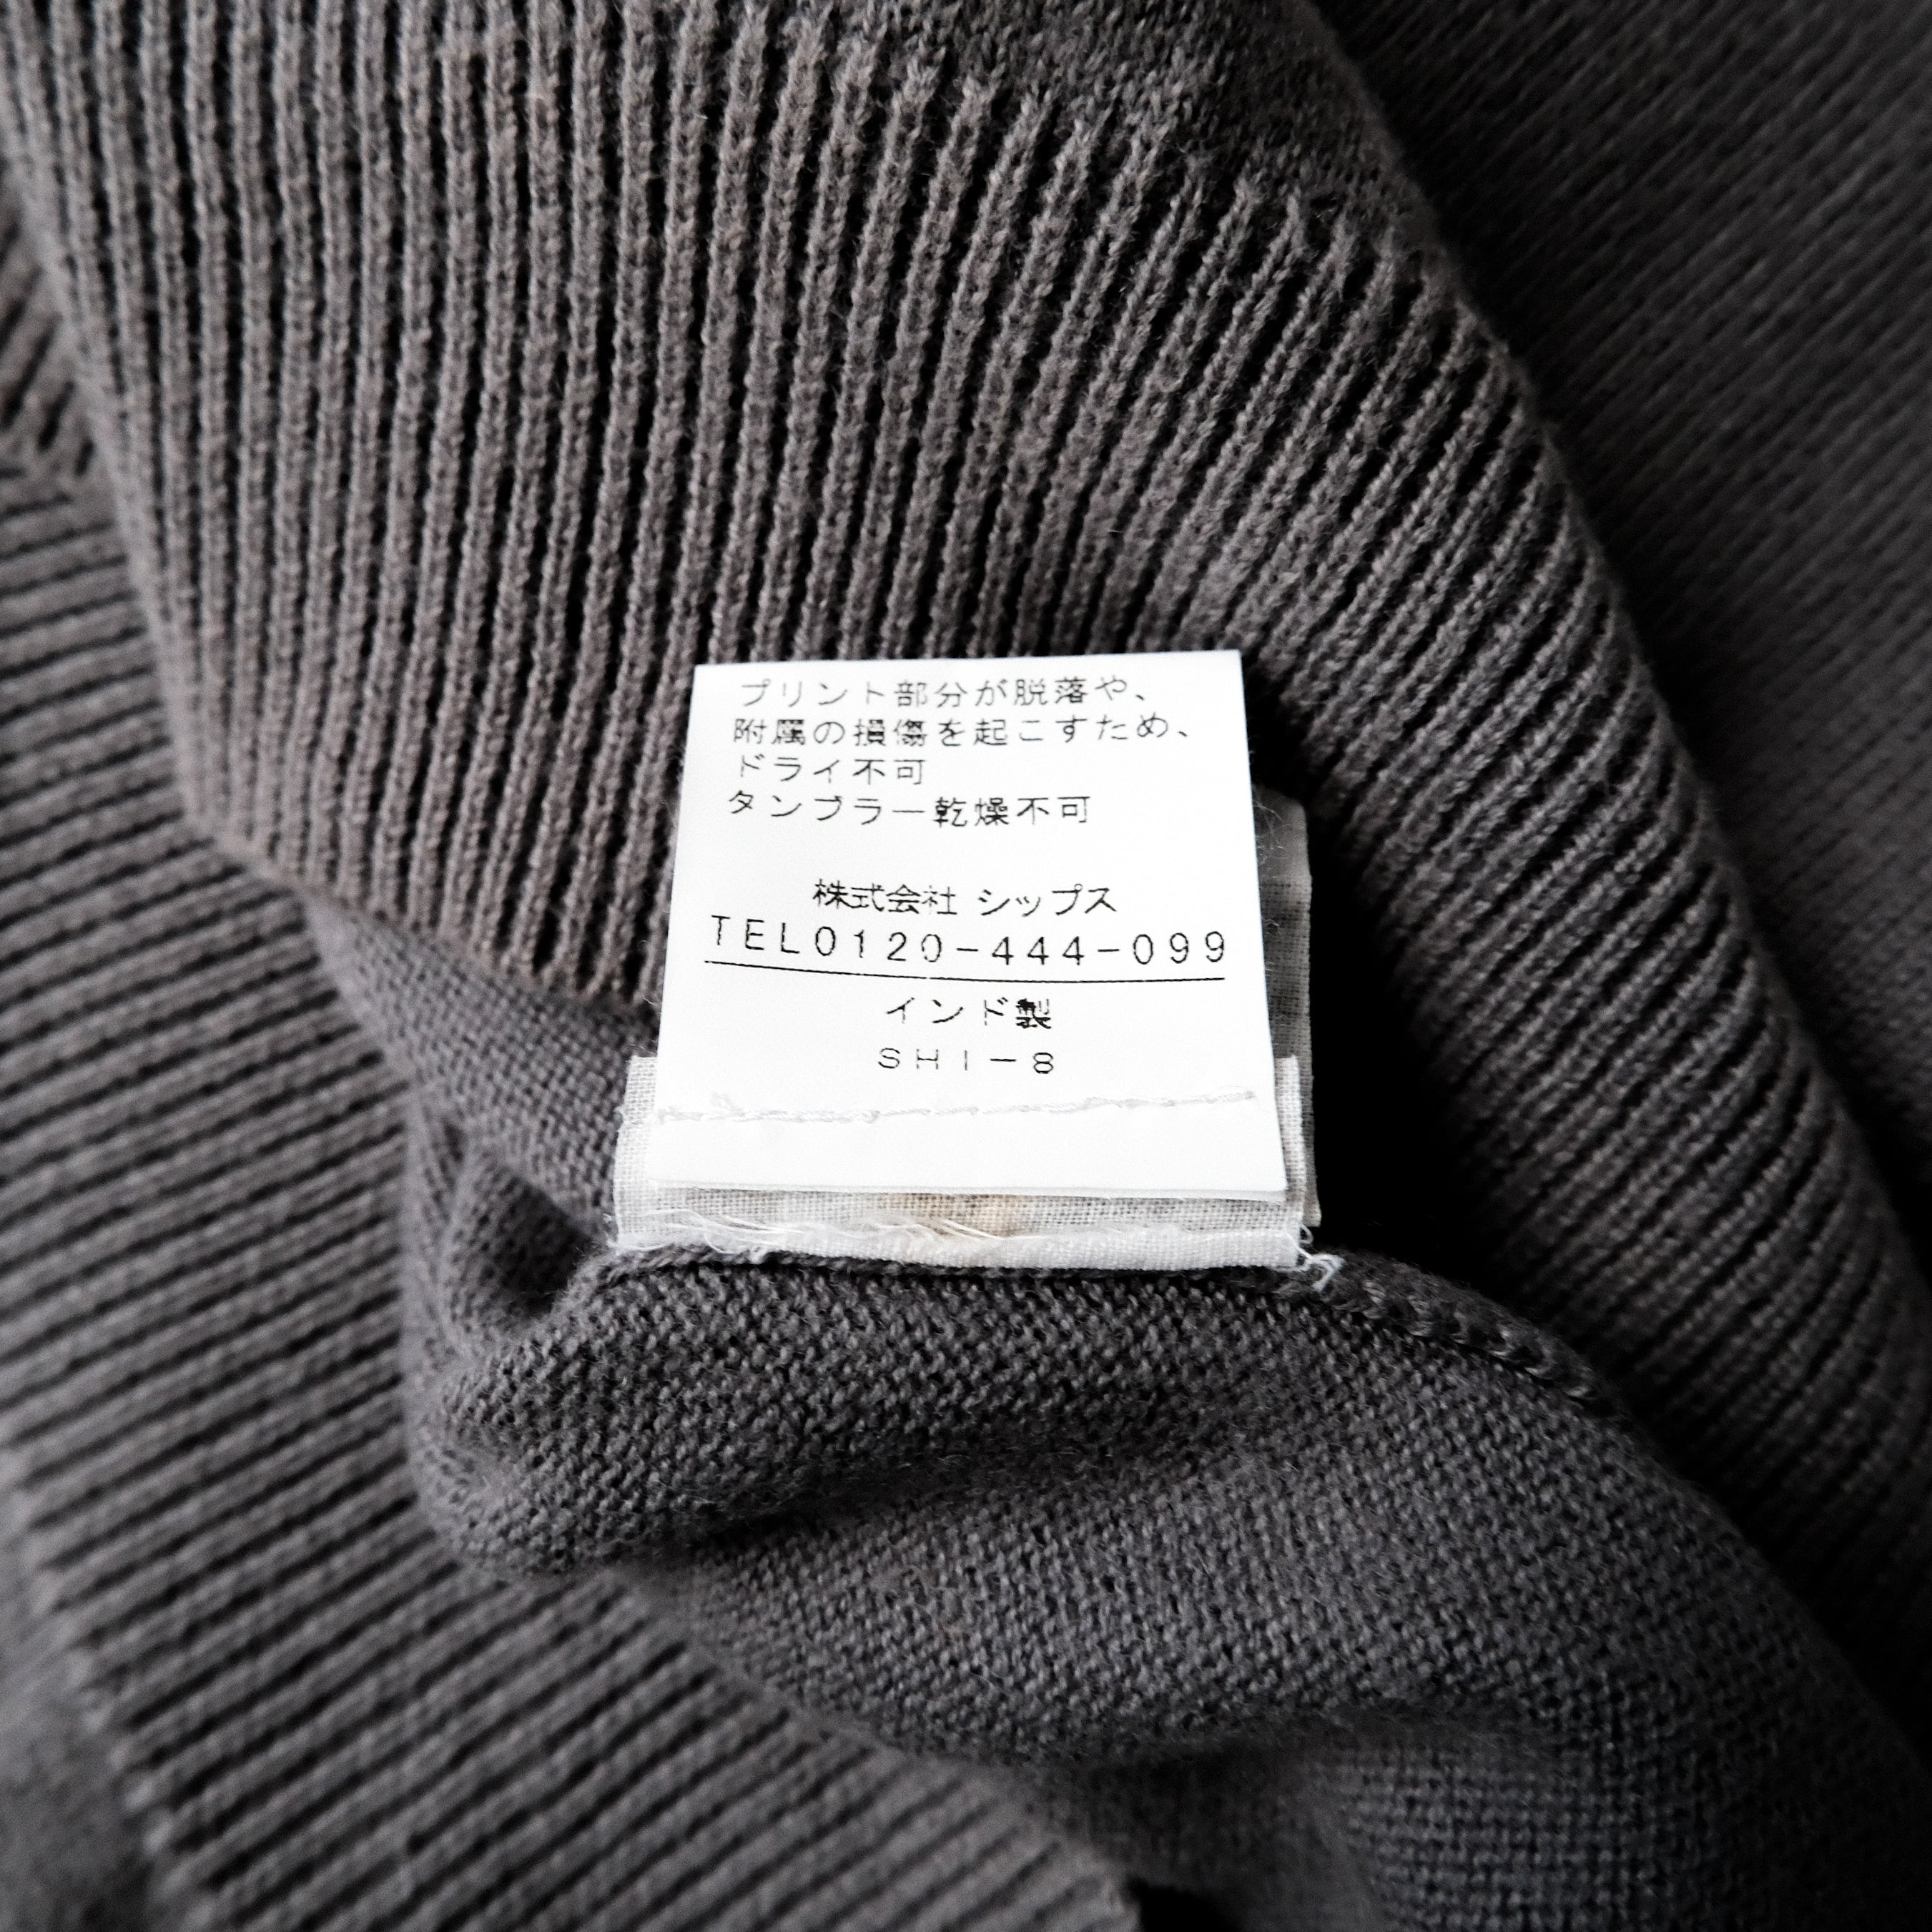 プリント部分が脱落や、
附属の損傷を起こすため、
ドライ不可
タンブラー乾燥不可
株式会社 シップス
TEL0120-444-099
インド製
SHI-8